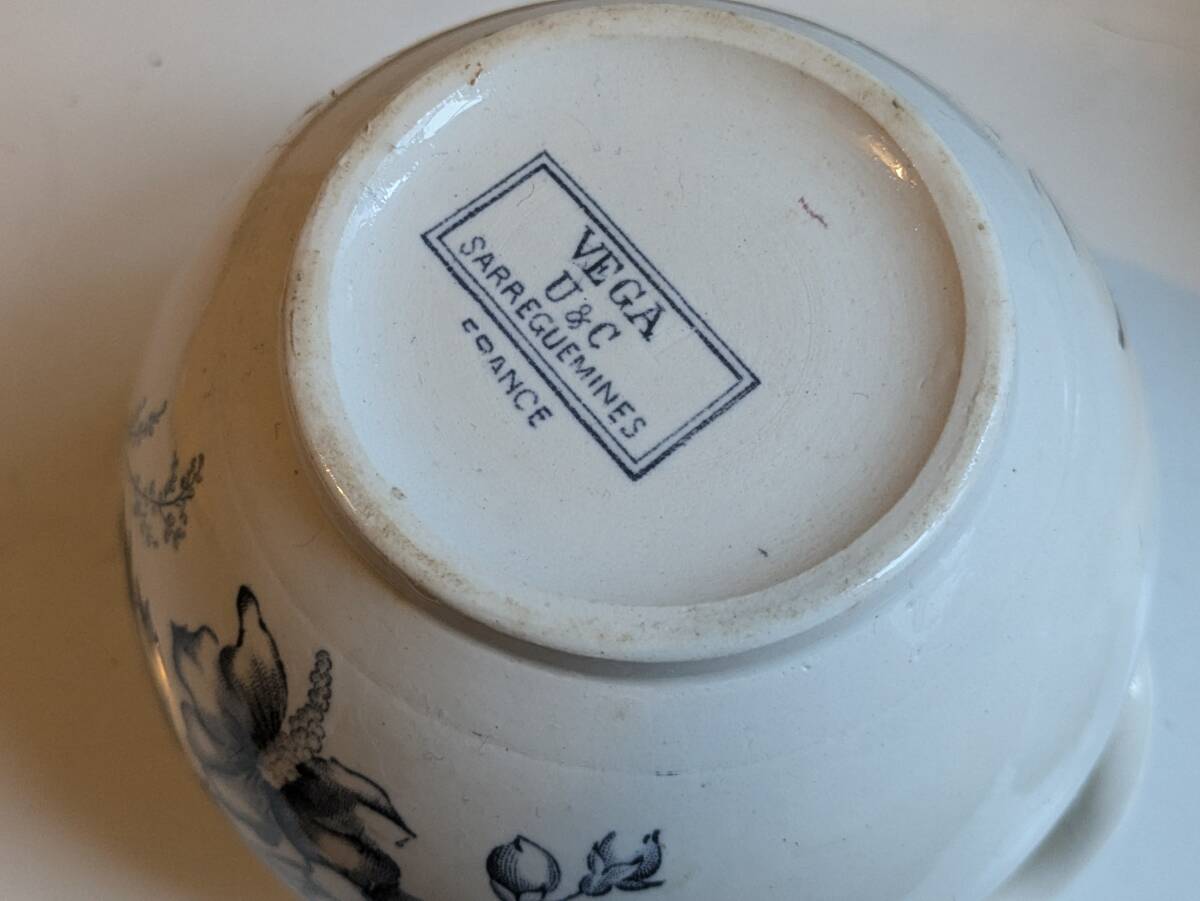 VEGA
U & C
SARREGUEMINES
FRANCE